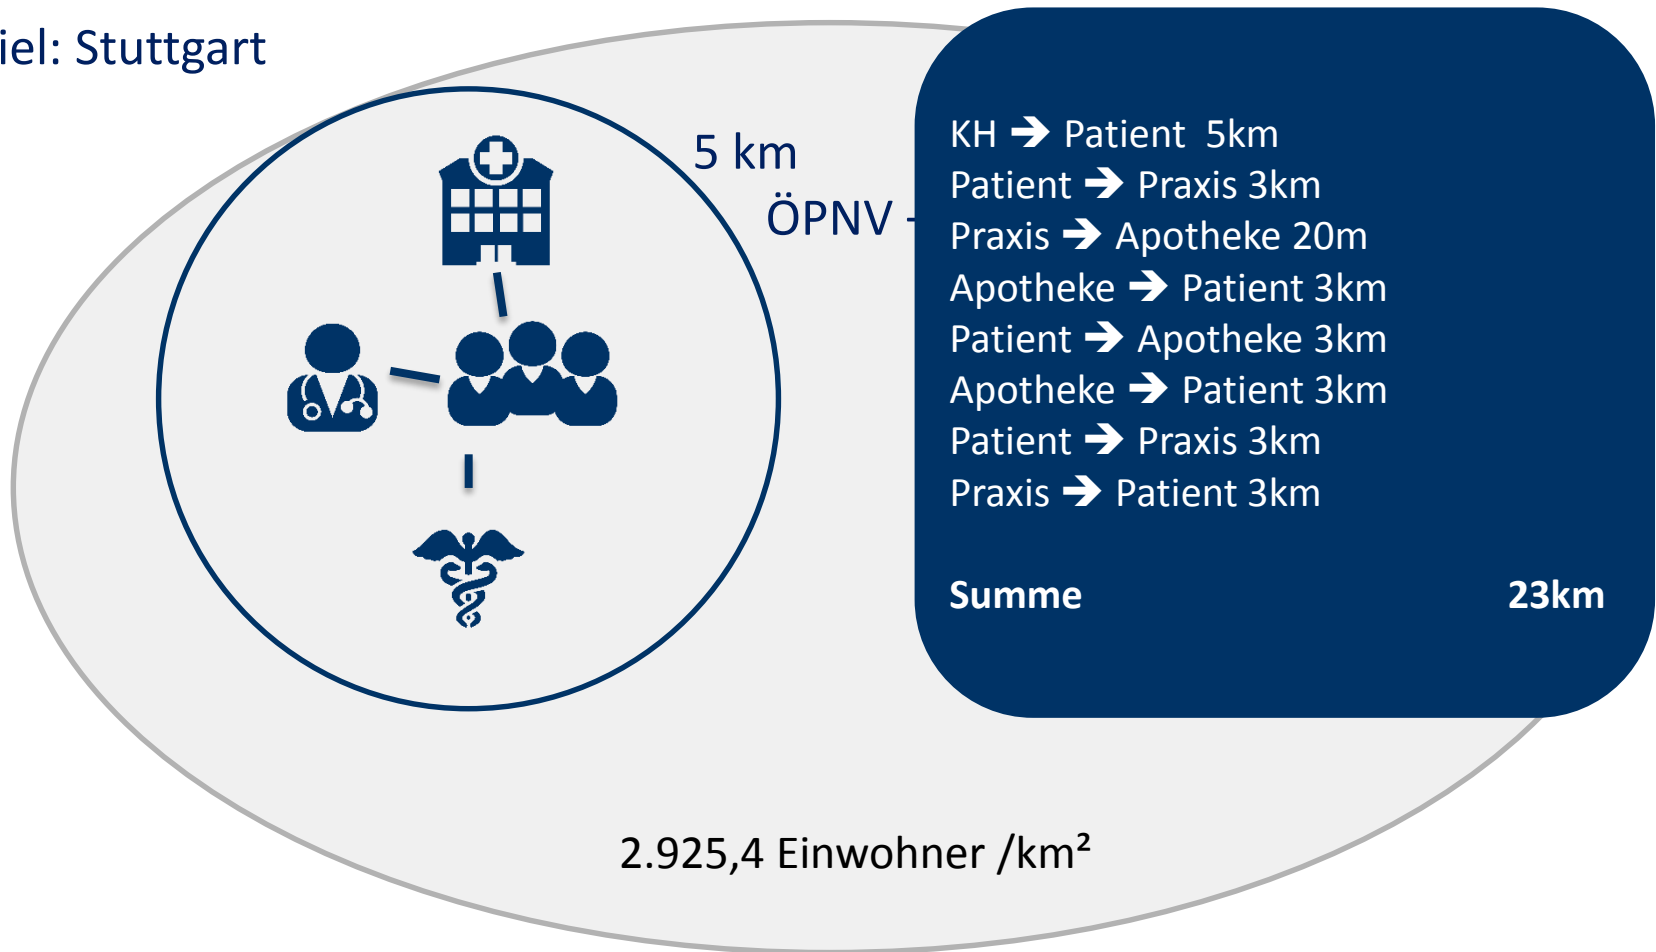 iel: Stuttgart
5 km
ÖPNV -
KH ➔ Patient 5km
Patient ➔ Praxis 3km
Praxis ➔ Apotheke 20m
Apotheke ➔ Patient 3km
Patient ➔ Apotheke 3km
Apotheke ➔ Patient 3km
Patient ➔ Praxis 3km
Praxis ➔ Patient 3km
Summe 23km
2.925,4 Einwohner /km²